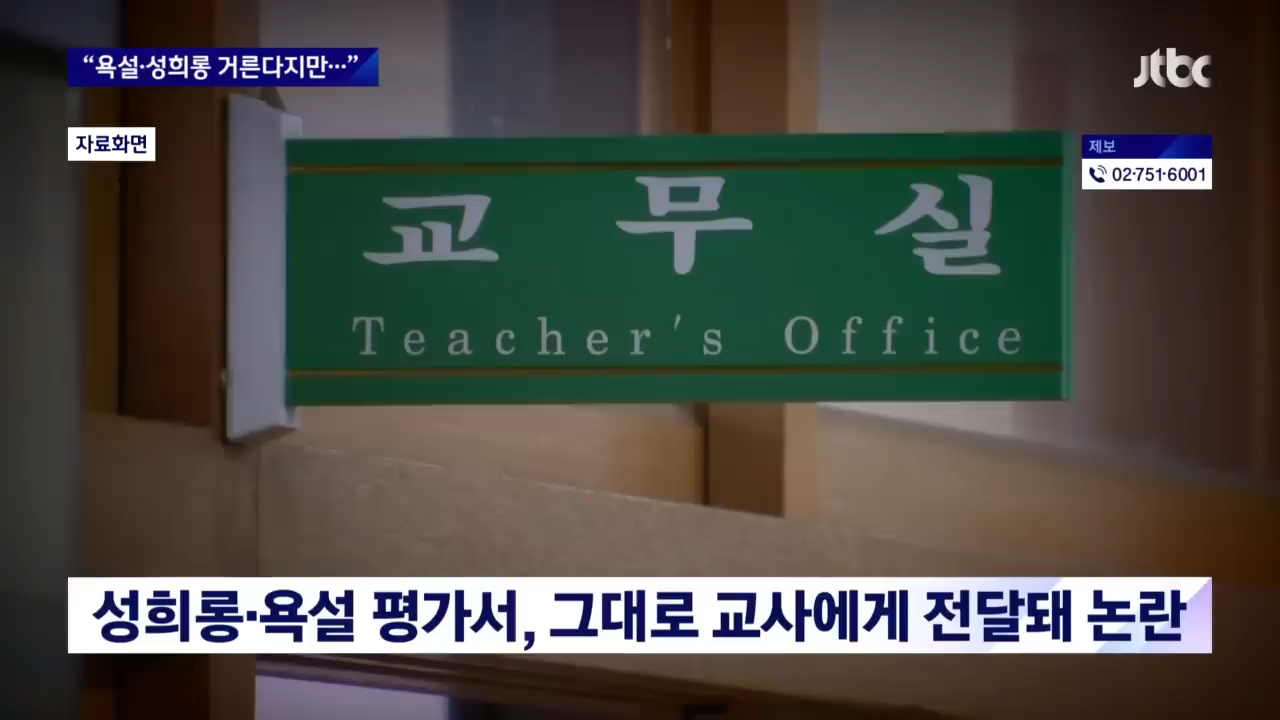 “욕설·성희롱 거른다지만…”
jtbc
자료화면
제보
02·751·6001
교 무 실
Teacher's Office
성희롱·욕설 평가서, 그대로 교사에게 전달돼 논란